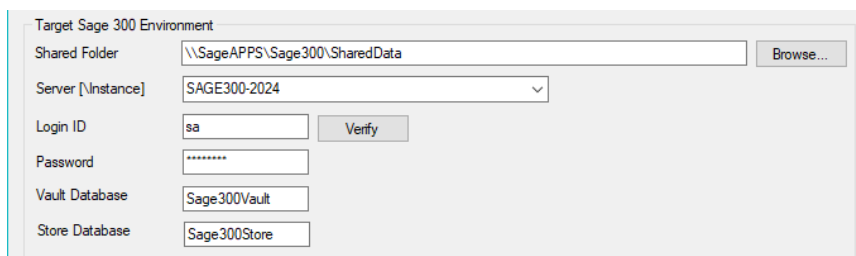 Target Sage 300 Environment
Shared Folder \\SageAPPS\Sage300\SharedData Browse...
Server [\Instance] SAGE300-2024
Login ID sa Verify
Password ********
Vault Database Sage300Vault
Store Database Sage300Store